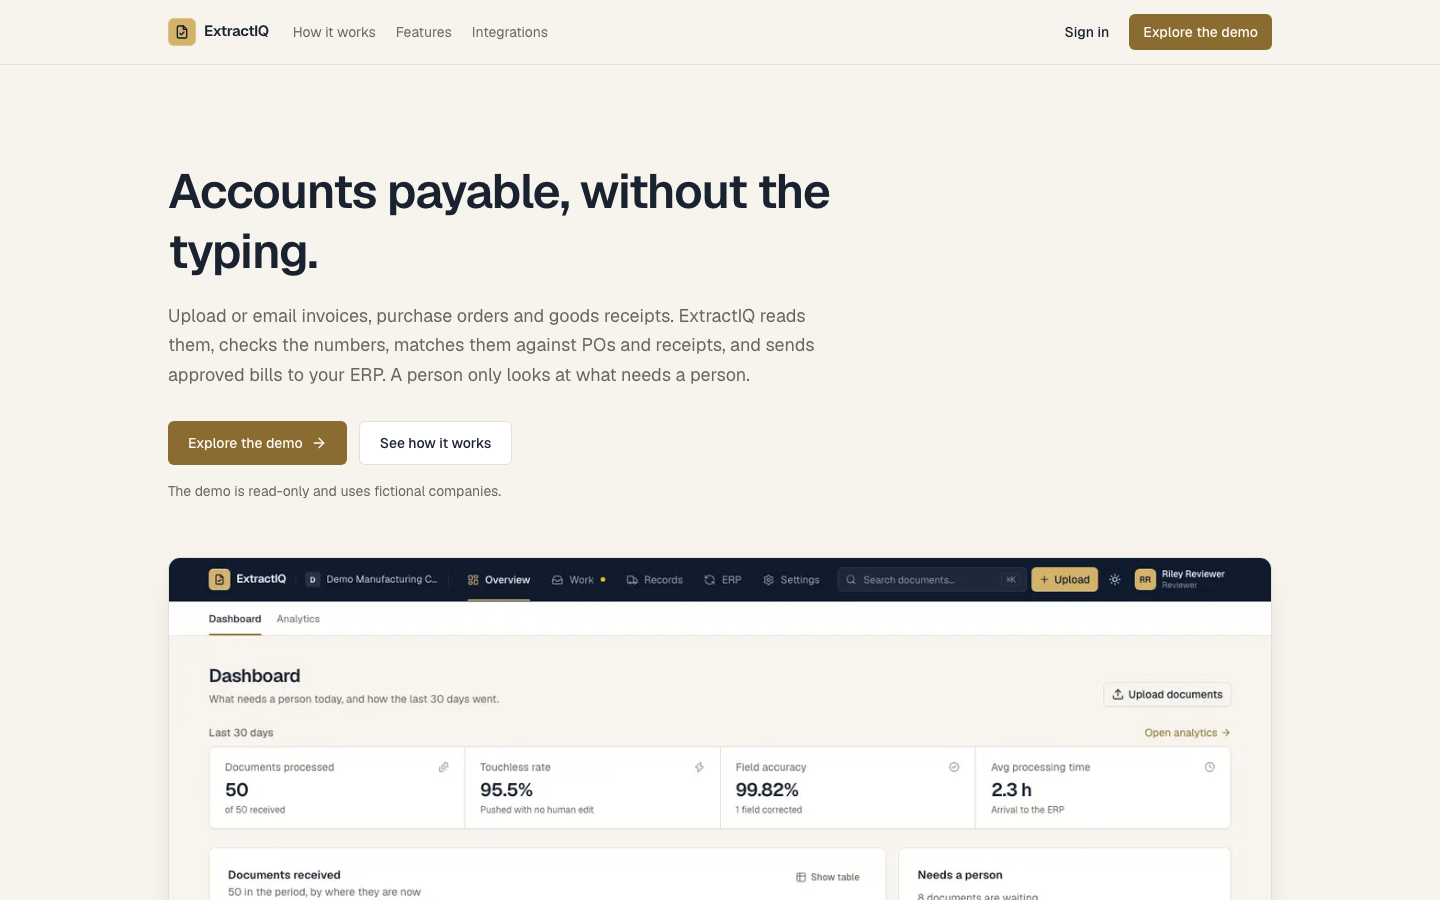 ExtractIQ
How it works
Features
Integrations
Sign in
Explore the demo
Accounts payable, without the
typing.
Upload or email invoices, purchase orders and goods receipts. ExtractIQ reads
them, checks the numbers, matches them against POs and receipts, and sends
approved bills to your ERP. A person only looks at what needs a person.
Explore the demo →
See how it works
The demo is read-only and uses fictional companies.
ExtractIQ
D Demo Manufacturing C...
Overview
Work
Records
ERP
Settings
Search documents... ⌘K
+ Upload
RR
Riley Reviewer
Reviewer
Dashboard
Analytics
Dashboard
What needs a person today, and how the last 30 days went.
Upload documents
Last 30 days
Open analytics →
Documents processed
50
of 50 received
Touchless rate
95.5%
Pushed with no human edit
Field accuracy
99.82%
1 field corrected
Avg processing time
2.3 h
Arrival to the ERP
Documents received
50 in the period, by where they are now
Show table
Needs a person
8 documents are waiting